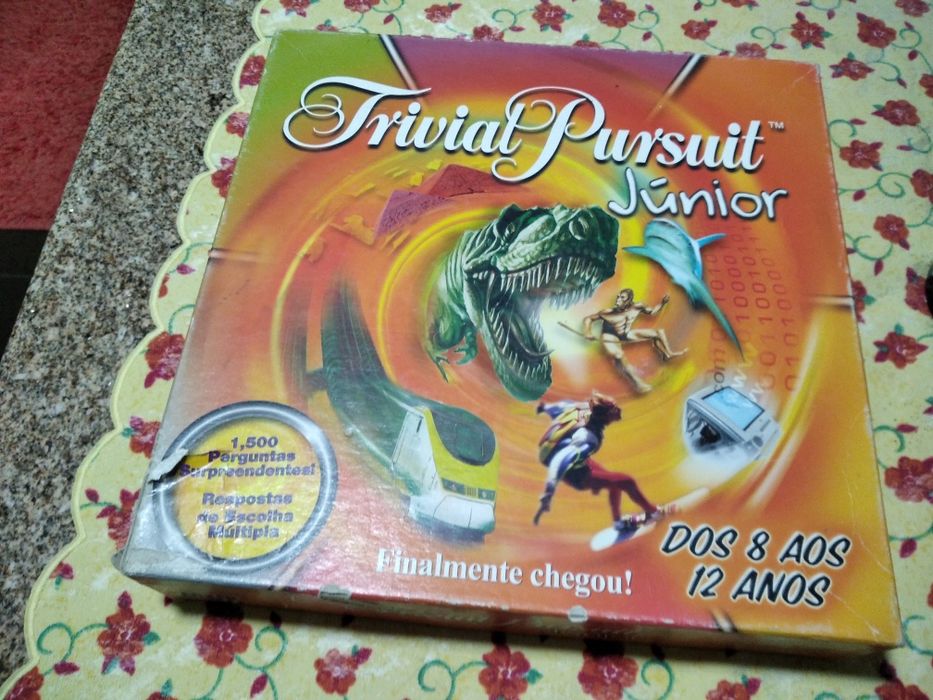 Trivial Pursuit™
Júnior
1,500
Perguntas
Surpreendentes!
Respostas
de Escolha
Múltipla
Finalmente chegou!
DOS 8 AOS
12 ANOS